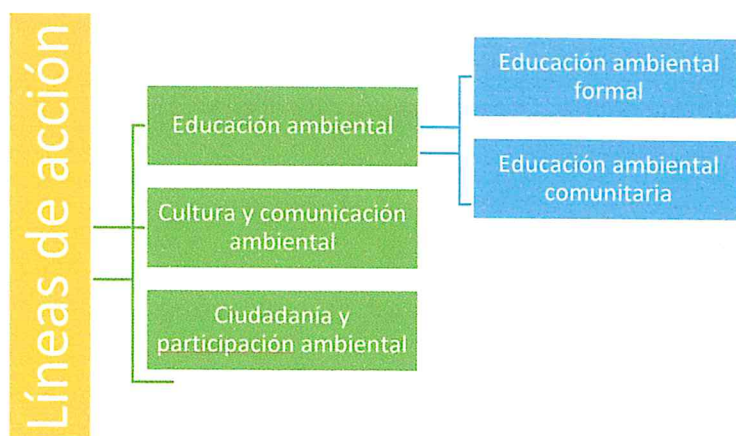 Líneas de acción
Educación ambiental
Cultura y comunicación
ambiental
Ciudadanía y
participación ambiental
Educación ambiental
formal
Educación ambiental
comunitaria